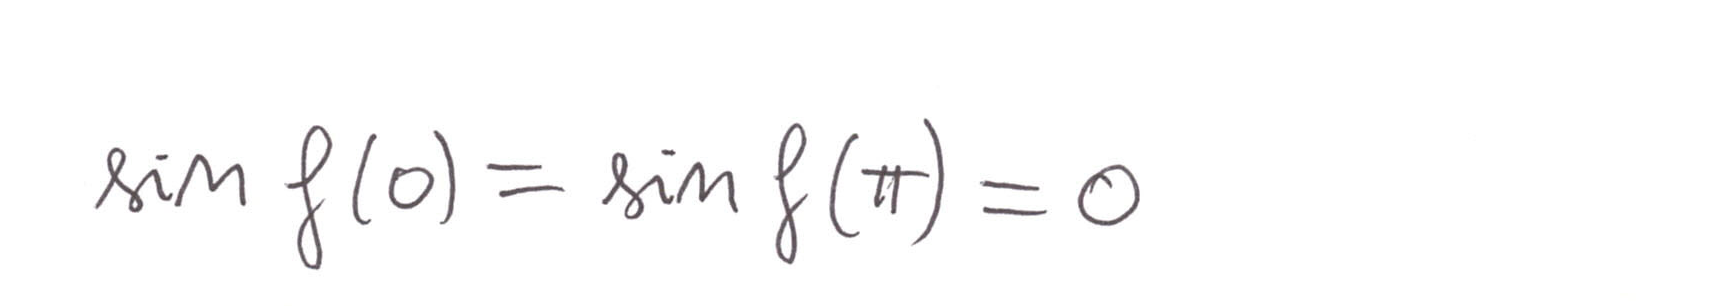 sin f(0) = sin f(π) = 0